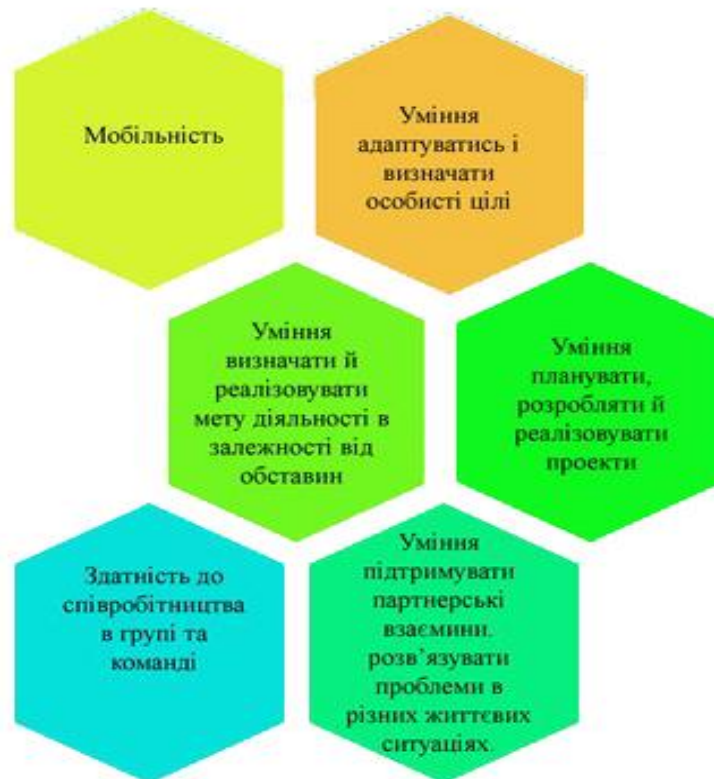 Мобільність
Уміння
адаптуватись і
визначати
особисті цілі
Уміння
визначати й
реалізовувати
мету діяльності в
залежності від
обставин
Уміння
планувати,
розробляти й
реалізовувати
проекти
Здатність до
співробітництва
в групі та
команді
Уміння
підтримувати
партнерські
взаємини.
розв’язувати
проблеми в
різних життєвих
ситуаціях.